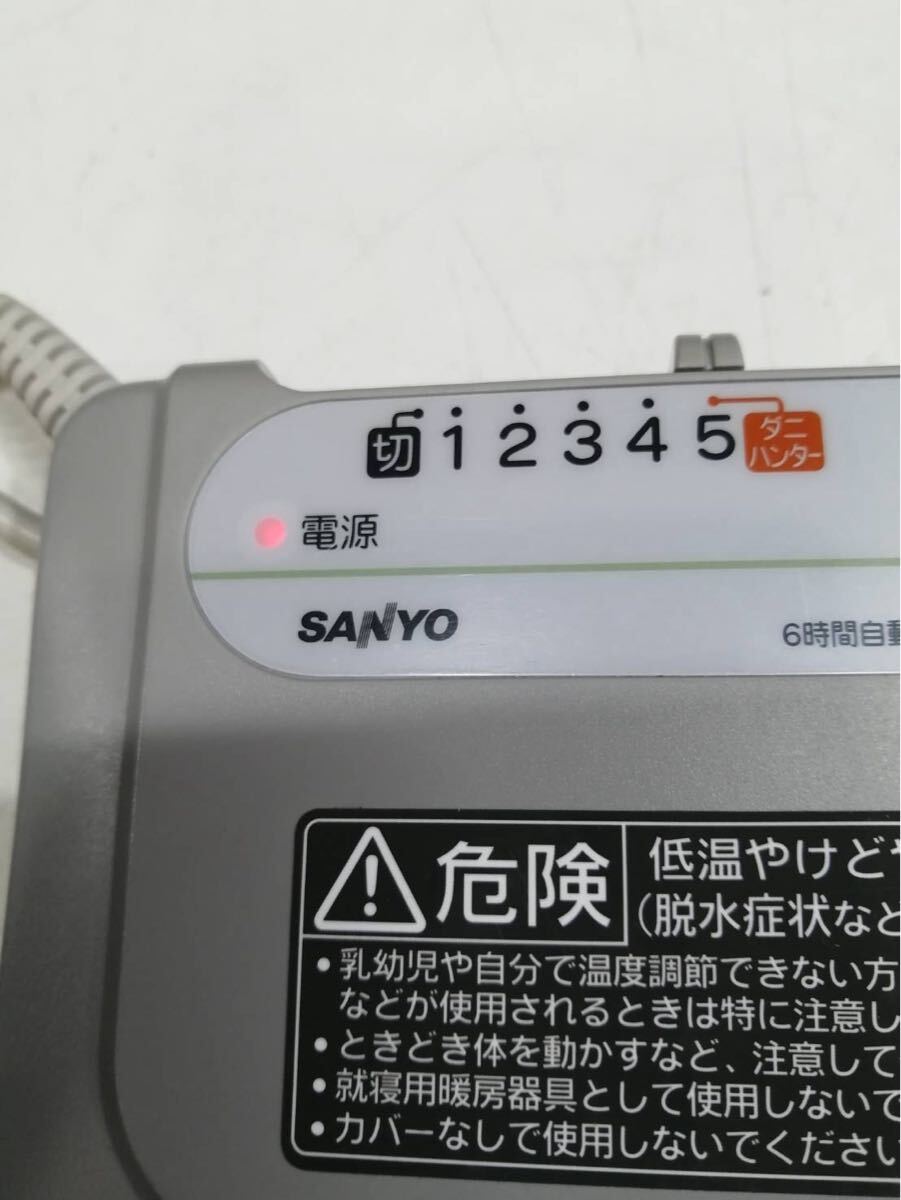 切 1 2 3 4 5 ダニ
ハンター
電源
SANYO
6時間自動
危険
低温やけどや
(脱水症状など
• 乳幼児や自分で温度調節できない方
などが使用されるときは特に注意し
• ときどき体を動かすなど、注意して
• 就寝用暖房器具として使用しないで
• カバーなしで使用しないでください